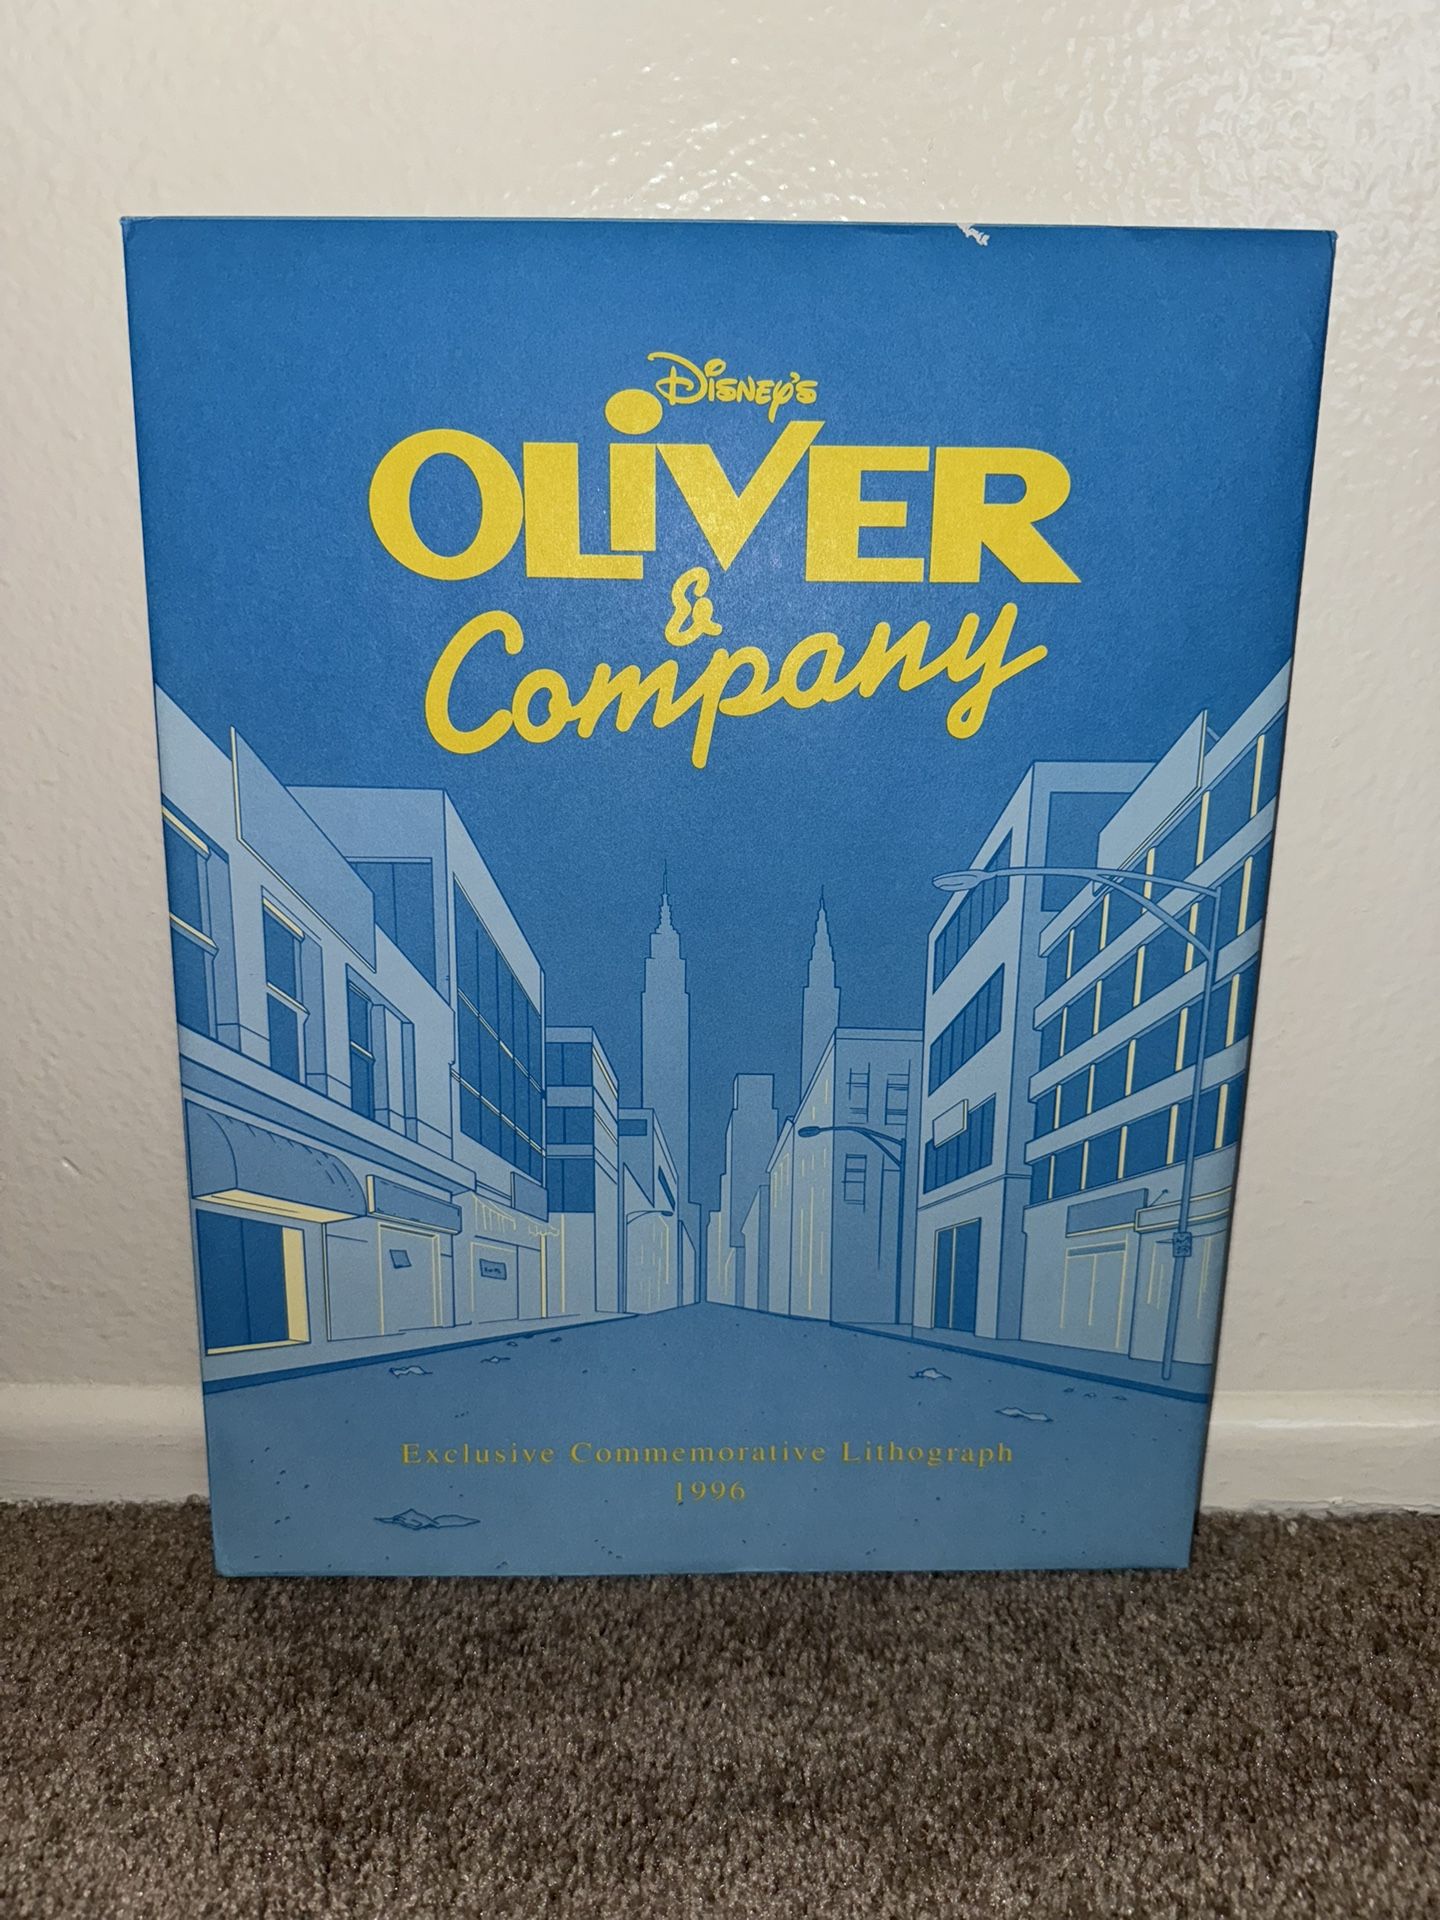 Disney's
OLiVER
&
Company
Exclusive Commemorative Lithograph
1996